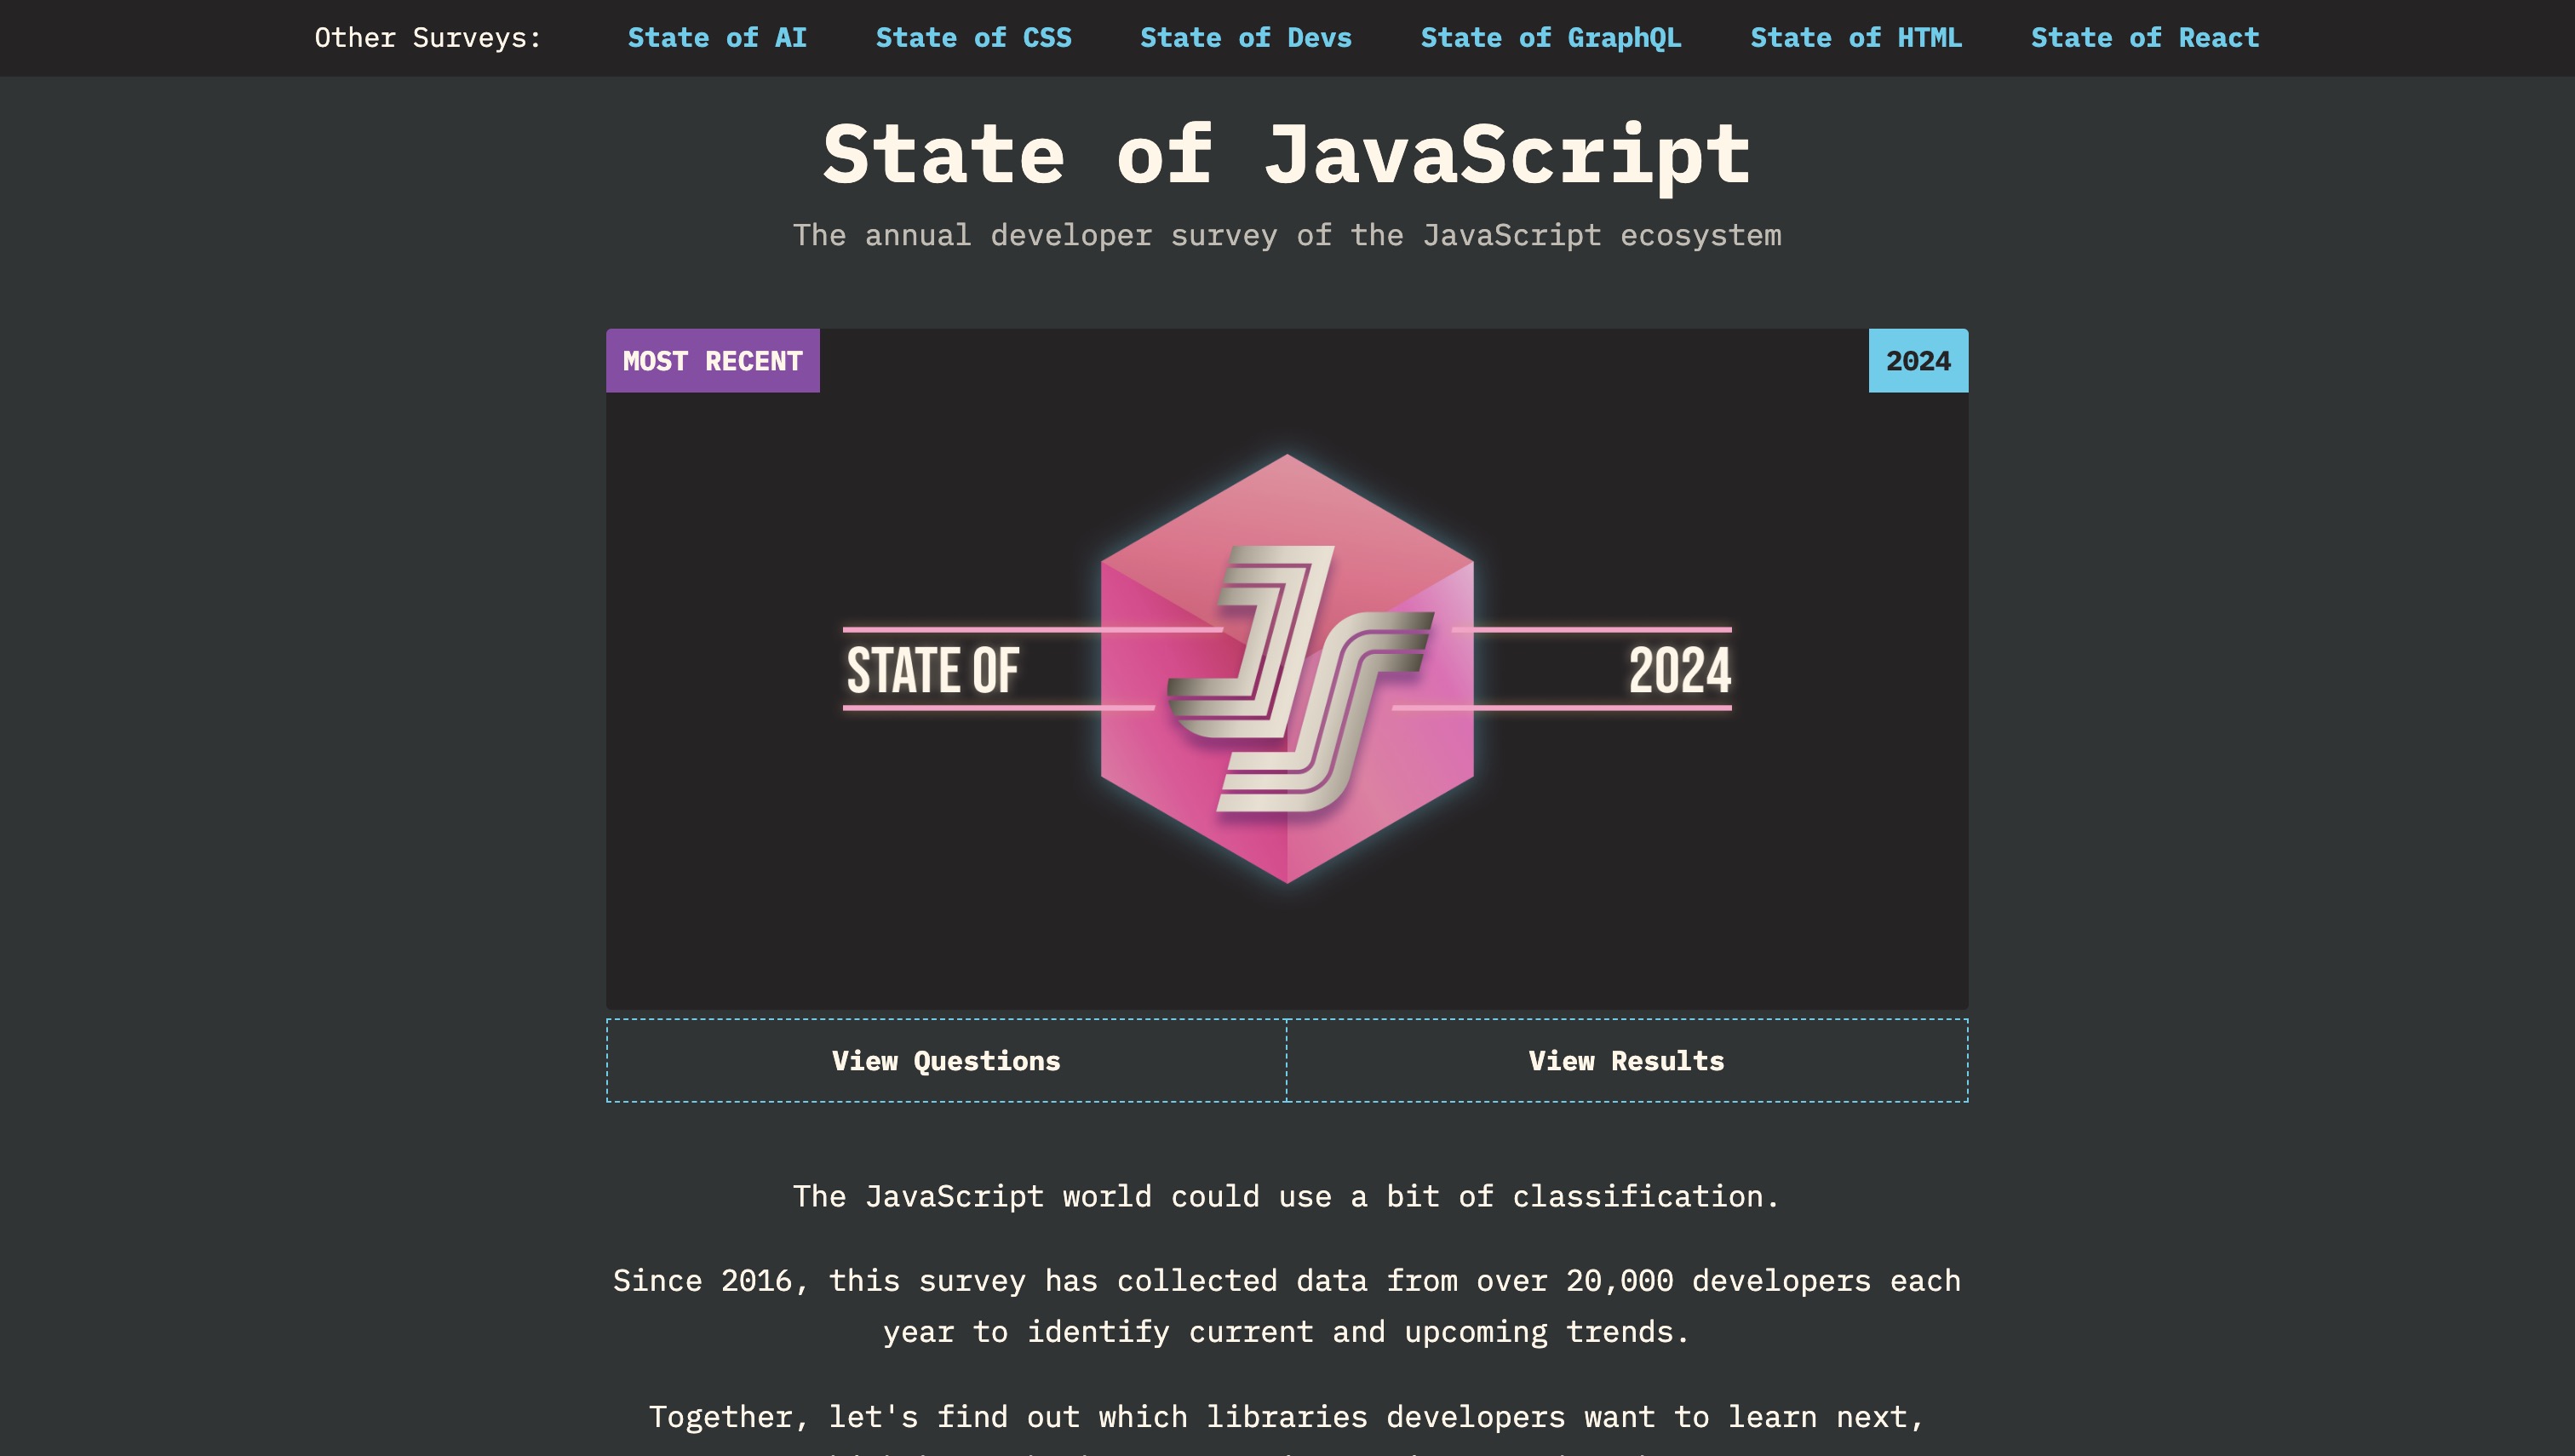 Other Surveys: State of AI State of CSS State of Devs State of GraphQL State of HTML State of React
State of JavaScript
The annual developer survey of the JavaScript ecosystem
MOST RECENT 2024
JS
STATE OF 2024
View Questions View Results
The JavaScript world could use a bit of classification.
Since 2016, this survey has collected data from over 20,000 developers each
year to identify current and upcoming trends.
Together, let's find out which libraries developers want to learn next,